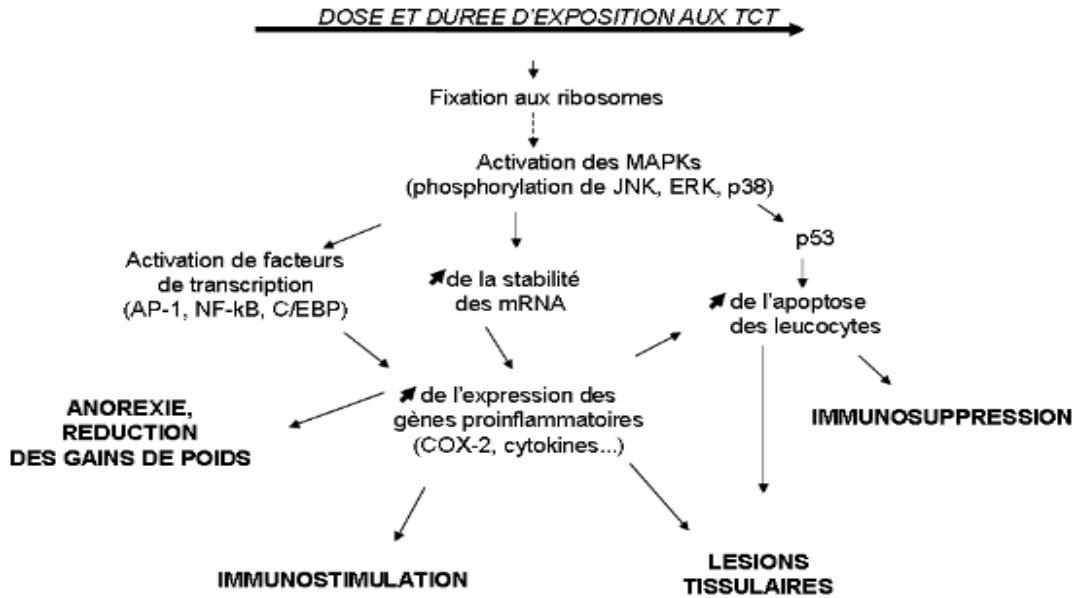 DOSE ET DUREE D'EXPOSITION AUX TCT
Fixation aux ribosomes
Activation des MAPKs
(phosphorylation de JNK, ERK, p38)
p53
Activation de facteurs
de transcription
(AP-1, NF-kB, C/EBP)
de la stabilité
des mRNA
de l'apoptose
des leucocytes
de l'expression des
gènes proinflammatoires
(COX-2, cytokines...)
ANOREXIE,
REDUCTION
DES GAINS DE POIDS
IMMUNOSUPPRESSION
IMMUNOSTIMULATION
LESIONS
TISSULAIRES